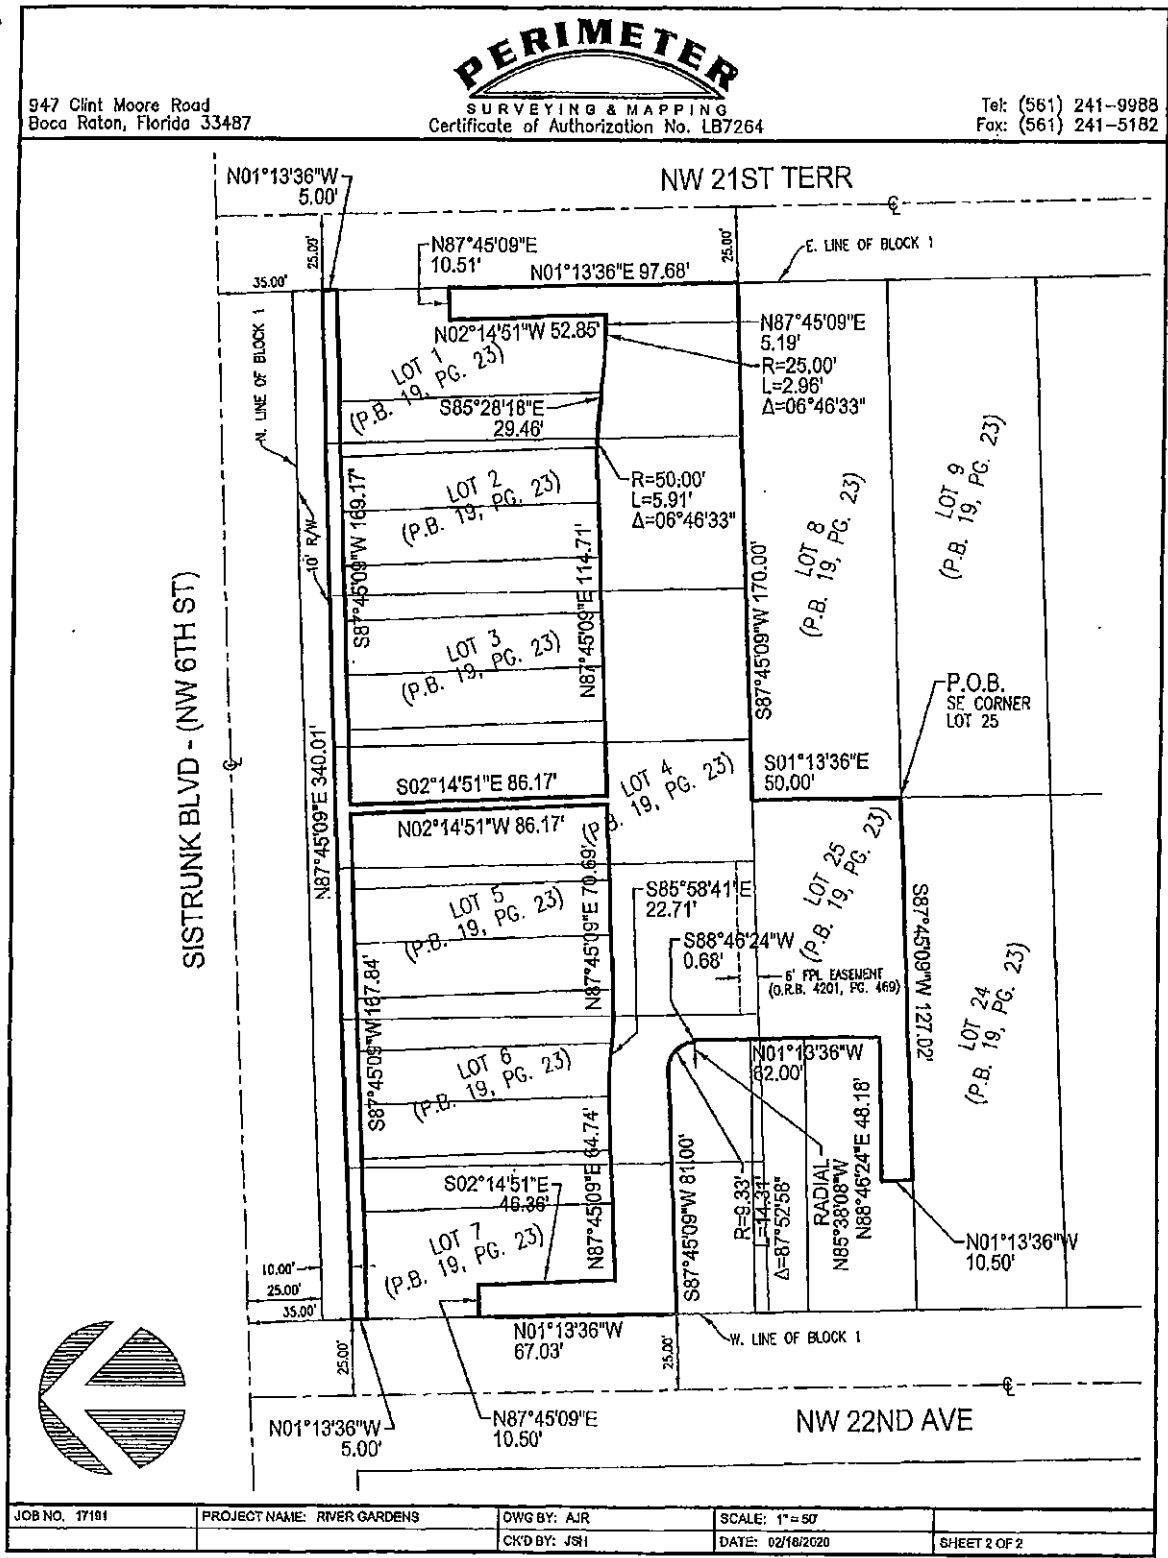 PERIMETER
SURVEYING & MAPPING
Certificate of Authorization No. LB7264
947 Clint Moore Road
Boca Raton, Florida 33487
Tel: (561) 241-9988
Fax: (561) 241-5182
NW 21ST TERR
N01°13'36"W
5.00'
25.00'
25.00'
E. LINE OF BLOCK 1
35.00'
N87°45'09"E
10.51'
N01°13'36"E 97.68'
N. LINE OF BLOCK 1
N02°14'51"W 52.85'
N87°45'09"E
5.19'
R=25.00'
L=2.96'
Δ=06°46'33"
LOT 1
(P.B. 19, PG. 23)
S85°28'18"E
29.46'
R=50.00'
L=5.91'
Δ=06°46'33"
LOT 2
(P.B. 19, PG. 23)
LOT 8
(P.B. 19, PG. 23)
LOT 9
(P.B. 19, PG. 23)
10' R/W
S87°45'09"W 169.17'
N87°45'09"E 114.71'
S87°45'09"W 170.00'
LOT 3
(P.B. 19, PG. 23)
SISTRUNK BLVD - (NW 6TH ST)
P.O.B.
SE CORNER
LOT 25
N87°45'09"E 340.01'
S02°14'51"E 86.17'
LOT 4
(P.B. 19, PG. 23)
S01°13'36"E
50.00'
N02°14'51"W 86.17'
LOT 5
(P.B. 19, PG. 23)
N87°45'09"E 70.69'
S85°58'41"E
22.71'
S88°46'24"W
0.68'
LOT 25
(P.B. 19, PG. 23)
6' FPL EASEMENT
(O.R.B. 4201, PG. 469)
S87°45'09"W 127.02'
LOT 24
(P.B. 19, PG. 23)
S87°45'09"W 167.84'
LOT 6
(P.B. 19, PG. 23)
N01°13'36"W
62.00'
N87°45'09"E 64.74'
S87°45'09"W 81.00'
R=9.33'
L=14.31'
Δ=87°52'58"
RADIAL
N85°38'08"W
N88°46'24"E 48.18'
S02°14'51"E
46.36'
LOT 7
(P.B. 19, PG. 23)
N01°13'36"W
10.50'
10.00'
25.00'
35.00'
N01°13'36"W
67.03'
W. LINE OF BLOCK 1
25.00'
25.00'
N01°13'36"W
5.00'
N87°45'09"E
10.50'
NW 22ND AVE
JOB NO. 17191
PROJECT NAME: RIVER GARDENS
DWG BY: AJR
SCALE: 1"=50'
CK'D BY: JSH
DATE: 02/18/2020
SHEET 2 OF 2